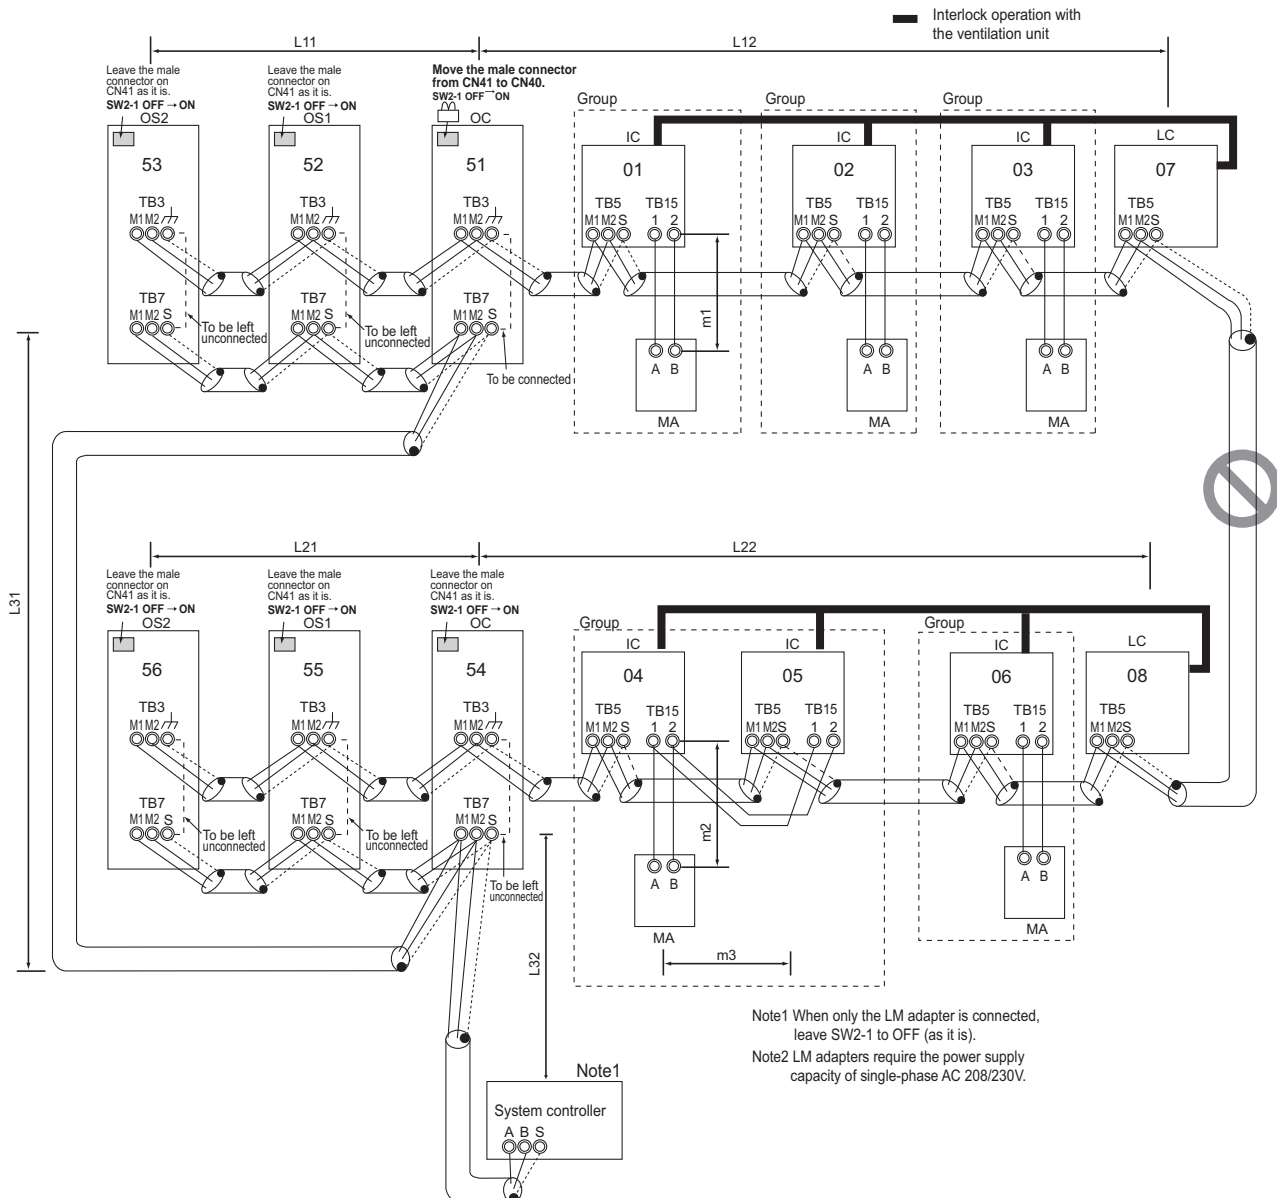 Interlock operation with
the ventilation unit
L11
L12
Leave the male
connector on
CN41 as it is.
SW2-1 OFF → ON
OS2
Leave the male
connector on
CN41 as it is.
SW2-1 OFF → ON
OS1
Move the male connector
from CN41 to CN40.
SW2-1 OFF → ON
OC
Group
Group
Group
IC
IC
IC
LC
53
52
51
01
02
03
07
TB3
M1 M2
TB3
M1 M2
TB3
M1 M2
TB5
M1 M2 S
TB15
1 2
TB5
M1 M2 S
TB15
1 2
TB5
M1 M2 S
TB15
1 2
TB5
M1 M2 S
TB7
M1 M2 S
To be left
unconnected
TB7
M1 M2 S
To be left
unconnected
TB7
M1 M2 S
To be connected
m1
A B
MA
A B
MA
A B
MA
L31
L21
L22
Leave the male
connector on
CN41 as it is.
SW2-1 OFF → ON
OS2
Leave the male
connector on
CN41 as it is.
SW2-1 OFF → ON
OS1
Leave the male
connector on
CN41 as it is.
SW2-1 OFF → ON
OC
Group
Group
IC
IC
IC
LC
56
55
54
04
05
06
08
TB3
M1 M2
TB3
M1 M2
TB3
M1 M2
TB5
M1 M2 S
TB15
1 2
TB5
M1 M2S
TB15
1 2
TB5
M1 M2S
TB15
1 2
TB5
M1 M2S
TB7
M1 M2 S
To be left
unconnected
TB7
M1 M2 S
To be left
unconnected
TB7
M1 M2 S
To be left
unconnected
m2
A B
MA
m3
A B
MA
L32
Note1 When only the LM adapter is connected,
leave SW2-1 to OFF (as it is).
Note2 LM adapters require the power supply
capacity of single-phase AC 208/230V.
Note1
System controller
A B S